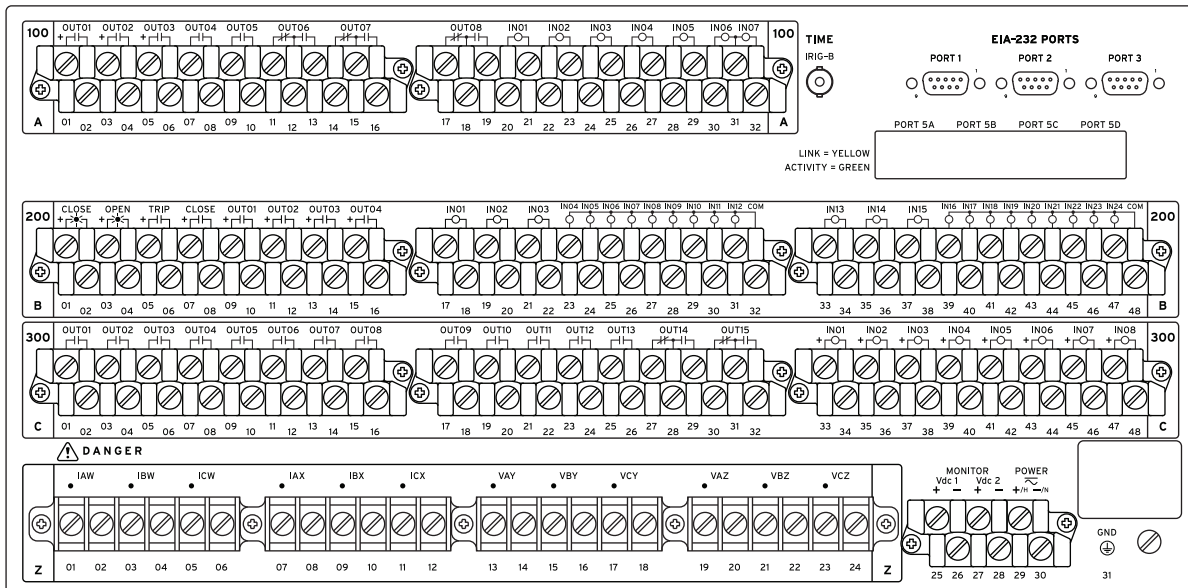 100 OUT01 OUT02 OUT03 OUT04 OUT05 OUT06 OUT07 OUT08 IN01 IN02 IN03 IN04 IN05 IN06 IN07 100
+ + +
A 01 02 03 04 05 06 07 08 09 10 11 12 13 14 15 16 17 18 19 20 21 22 23 24 25 26 27 28 29 30 31 32 A
TIME
IRIG-B
EIA-232 PORTS
PORT 1 PORT 2 PORT 3
1 1 1
9 9 9
PORT 5A PORT 5B PORT 5C PORT 5D
LINK = YELLOW
ACTIVITY = GREEN
200 CLOSE OPEN TRIP CLOSE OUT01 OUT02 OUT03 OUT04 IN01 IN02 IN03 IN04 IN05 IN06 IN07 IN08 IN09 IN10 IN11 IN12 COM IN13 IN14 IN15 IN16 IN17 IN18 IN19 IN20 IN21 IN22 IN23 IN24 COM 200
+ + + + + + + +
B 01 02 03 04 05 06 07 08 09 10 11 12 13 14 15 16 17 18 19 20 21 22 23 24 25 26 27 28 29 30 31 32 33 34 35 36 37 38 39 40 41 42 43 44 45 46 47 48 B
300 OUT01 OUT02 OUT03 OUT04 OUT05 OUT06 OUT07 OUT08 OUT09 OUT10 OUT11 OUT12 OUT13 OUT14 OUT15 IN01 IN02 IN03 IN04 IN05 IN06 IN07 IN08 300
+ + + + + + + +
C 01 02 03 04 05 06 07 08 09 10 11 12 13 14 15 16 17 18 19 20 21 22 23 24 25 26 27 28 29 30 31 32 33 34 35 36 37 38 39 40 41 42 43 44 45 46 47 48 C
DANGER
IAW IBW ICW IAX IBX ICX VAY VBY VCY VAZ VBZ VCZ
Z 01 02 03 04 05 06 07 08 09 10 11 12 13 14 15 16 17 18 19 20 21 22 23 24 Z
MONITOR POWER
Vdc 1 Vdc 2
+ − + − +/H −/N
25 26 27 28 29 30
GND
31